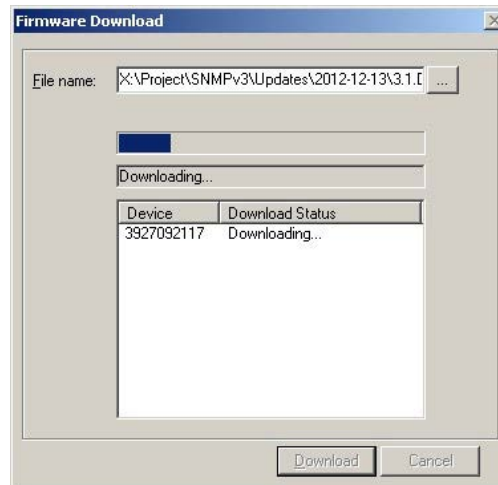 Firmware Download
File name: X:\Project\SNMPv3\Updates\2012-12-13\3.1.D ...
Downloading...
Device Download Status
3927092117 Downloading...
Download Cancel